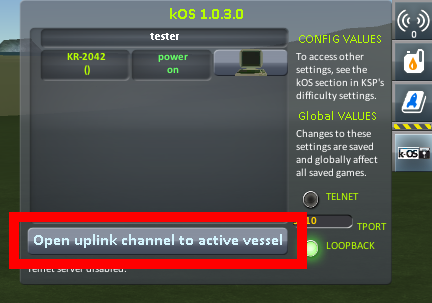 kOS 1.0.3.0
tester
KR-2042
()
power
on
CONFIG VALUES
To access other
settings, see the
kOS section in KSP's
difficulty settings.
Global VALUES
Changes to these
settings are saved
and globally affect
all saved games.
TELNET
10
TPORT
LOOPBACK
Open uplink channel to active vessel
Telnet server disabled.
0
k-OS